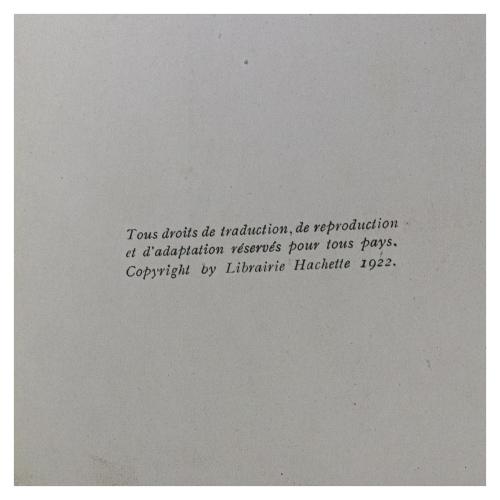 Tous droits de traduction, de reproduction
et d'adaptation réservés pour tous pays.
Copyright by Librairie Hachette 1922.